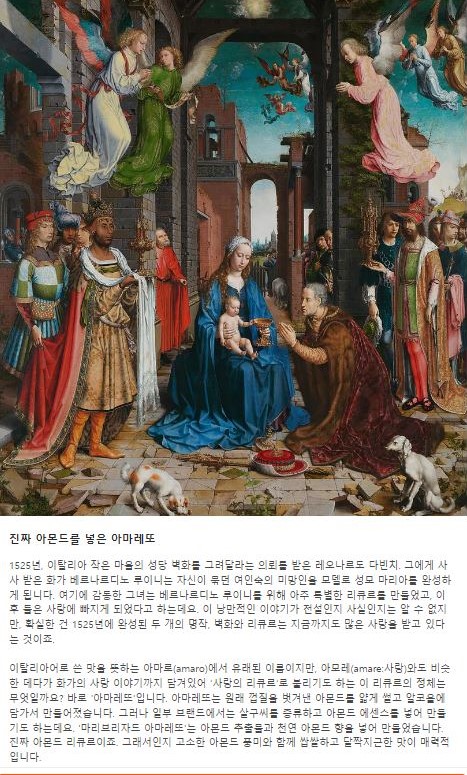 진짜 아몬드를 넣은 아마레또
1525년, 이탈리아 작은 마을의 성당 벽화를 그려달라는 의뢰를 받은 레오나르도 다빈치. 그에게 사
사 받은 화가 베르나르디노 루이니는 자신이 묶던 여인숙의 미망인을 모델로 성모 마리아를 완성하
게 됩니다. 여기에 감동한 그녀는 베르나르디노 루이니를 위해 아주 특별한 리큐르를 만들었고, 이
후 둘은 사랑에 빠지게 되었다고 하는데요. 이 낭만적인 이야기가 전설인지 사실인지는 알 수 없지
만, 확실한 건 1525년에 완성된 두 개의 명작, 벽화와 리큐르는 지금까지도 많은 사랑을 받고 있다
는 것이죠.
이탈리아어로 쓴 맛을 뜻하는 아마로(amaro)에서 유래된 이름이지만, 아모레(amare:사랑)와도 비슷
한 데다가 화가의 사랑 이야기까지 담겨있어 '사랑의 리큐르'로 불리기도 하는 이 리큐르의 정체는
무엇일까요? 바로 '아마레또'입니다. 아마레또는 원래 껍질을 벗겨낸 아몬드를 얇게 썰고 알코올에
담가서 만들어졌습니다. 그러나 일부 브랜드에서는 살구씨를 증류하고 아몬드 에센스를 넣어 만들
기도 하는데요, '마리브리자드 아마레또'는 아몬드 추출물과 천연 아몬드 향을 넣어 만들었습니다.
진짜 아몬드 리큐르이죠. 그래서인지 고소한 아몬드 풍미와 함께 쌉쌀하고 달짝지근한 맛이 매력적
입니다.